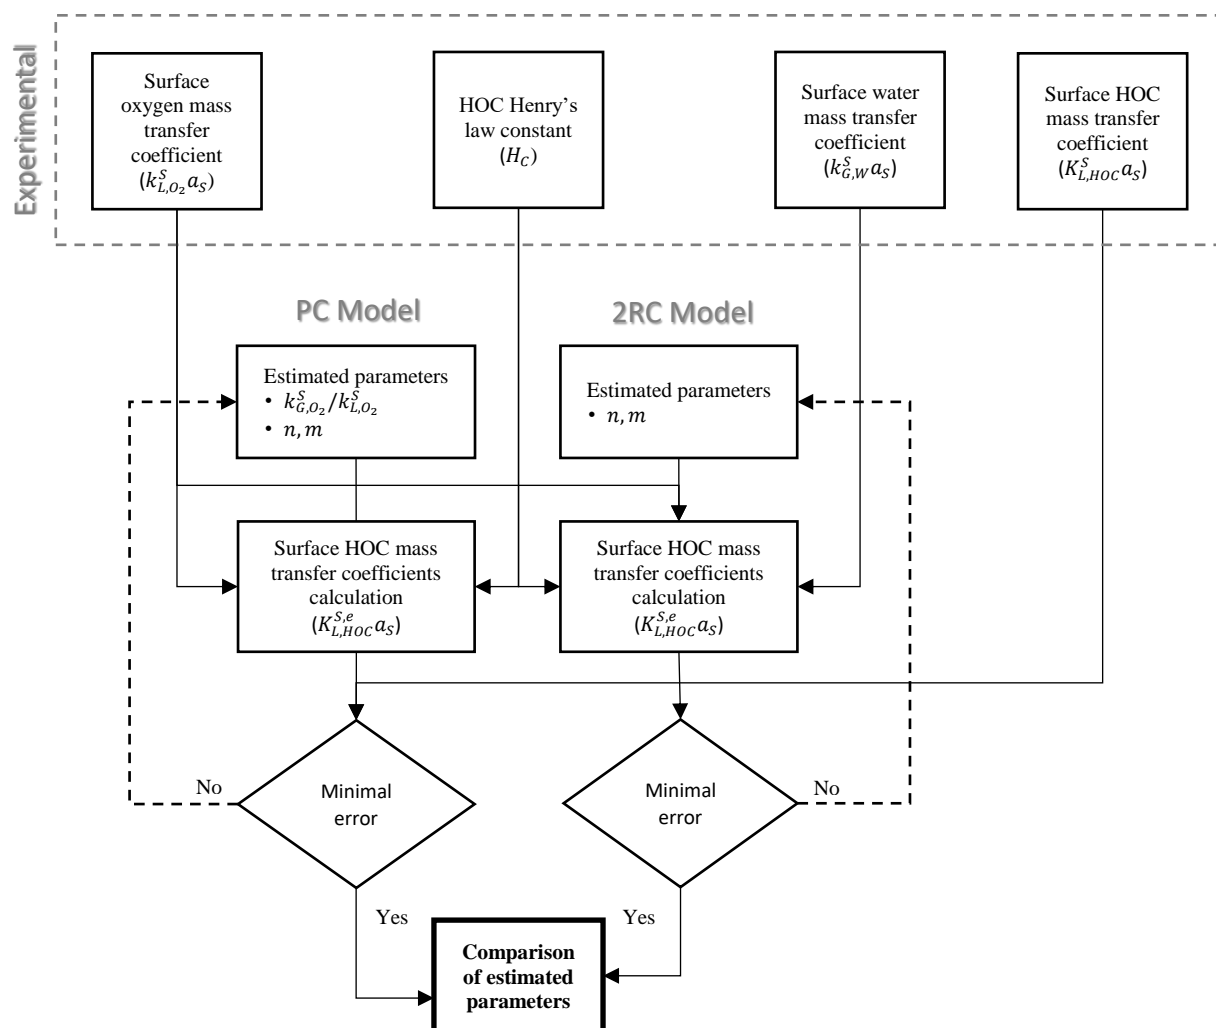 Experimental
Surface
oxygen mass
transfer
coefficient
(k^S_{L,O_2} a_S)
HOC Henry's
law constant
(H_C)
Surface water
mass transfer
coefficient
(k^S_{G,W} a_S)
Surface HOC
mass transfer
coefficient
(K^S_{L,HOC} a_S)
PC Model
2RC Model
Estimated parameters
• k^S_{G,O_2}/k^S_{L,O_2}
• n, m
Estimated parameters
• n, m
Surface HOC mass
transfer coefficients
calculation
(K^{S,e}_{L,HOC} a_S)
Surface HOC mass
transfer coefficients
calculation
(K^{S,e}_{L,HOC} a_S)
No
Minimal
error
Minimal
error
No
Yes
Yes
Comparison
of estimated
parameters